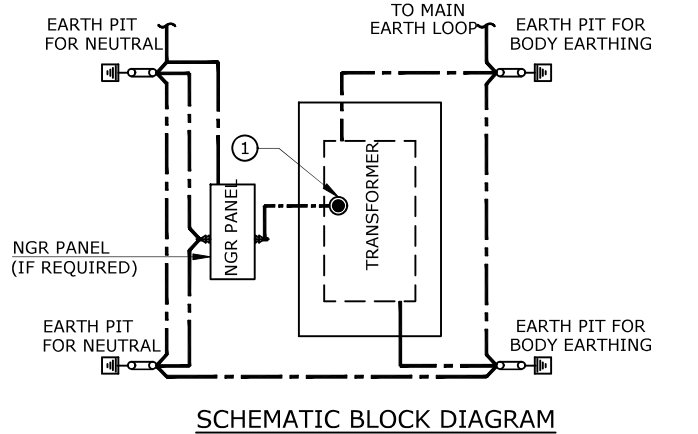 TO MAIN
EARTH LOOP
EARTH PIT
FOR NEUTRAL
EARTH PIT FOR
BODY EARTHING
1
NGR PANEL
TRANSFORMER
NGR PANEL
(IF REQUIRED)
EARTH PIT
FOR NEUTRAL
EARTH PIT FOR
BODY EARTHING
SCHEMATIC BLOCK DIAGRAM